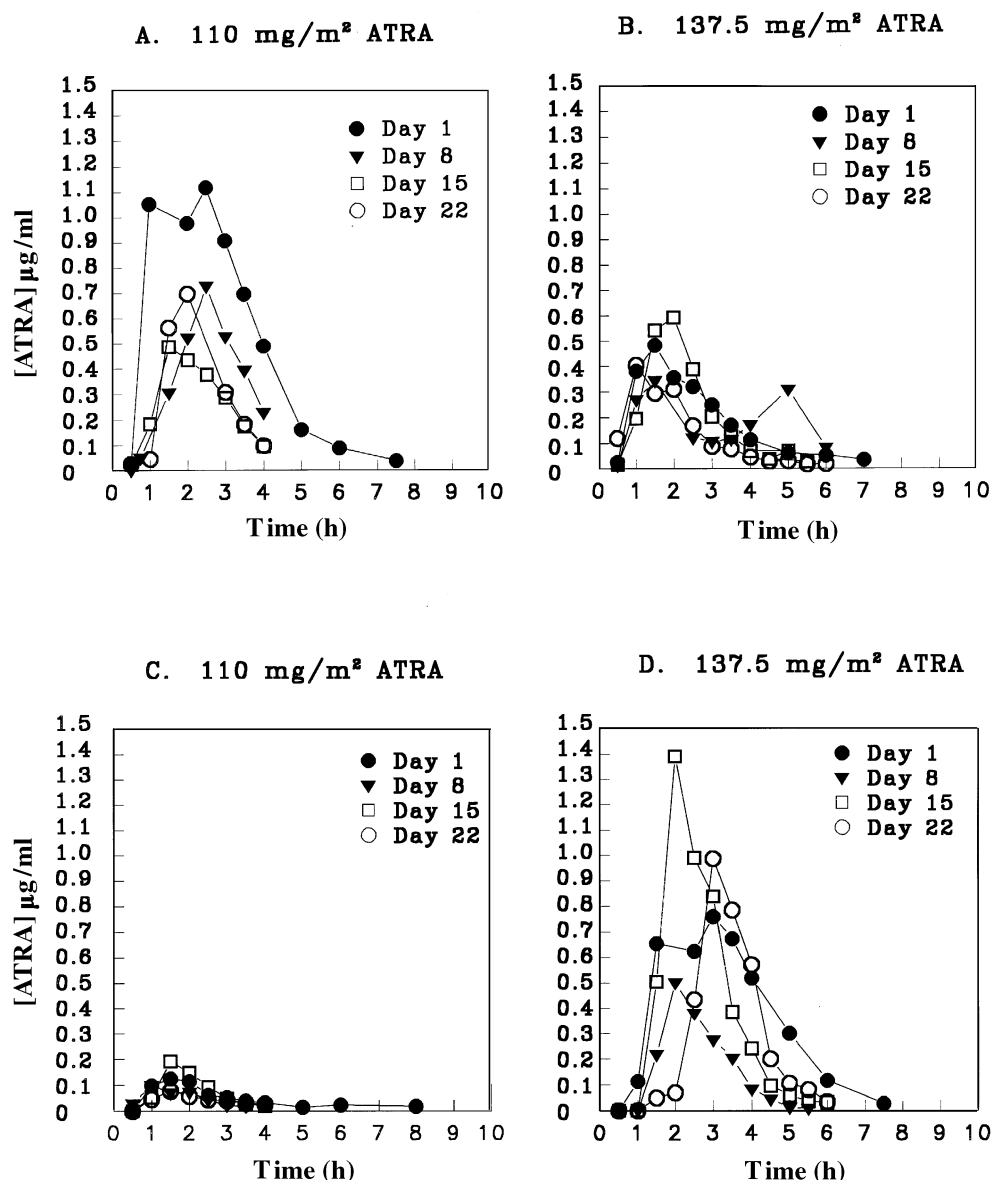 A. 110 mg/m² ATRA
1.5
1.4
1.3
1.2
1.1
1.0
0.9
0.8
0.7
0.6
0.5
0.4
0.3
0.2
0.1
0
[ATRA] µg/ml
Day 1
Day 8
Day 15
Day 22
0 1 2 3 4 5 6 7 8 9 10
Time (h)
B. 137.5 mg/m² ATRA
1.5
1.4
1.3
1.2
1.1
1.0
0.9
0.8
0.7
0.6
0.5
0.4
0.3
0.2
0.1
0
Day 1
Day 8
Day 15
Day 22
0 1 2 3 4 5 6 7 8 9 10
Time (h)
C. 110 mg/m² ATRA
1.5
1.4
1.3
1.2
1.1
1.0
0.9
0.8
0.7
0.6
0.5
0.4
0.3
0.2
0.1
0
[ATRA] µg/ml
Day 1
Day 8
Day 15
Day 22
0 1 2 3 4 5 6 7 8 9 10
Time (h)
D. 137.5 mg/m² ATRA
1.5
1.4
1.3
1.2
1.1
1.0
0.9
0.8
0.7
0.6
0.5
0.4
0.3
0.2
0.1
0
Day 1
Day 8
Day 15
Day 22
0 1 2 3 4 5 6 7 8 9 10
Time (h)